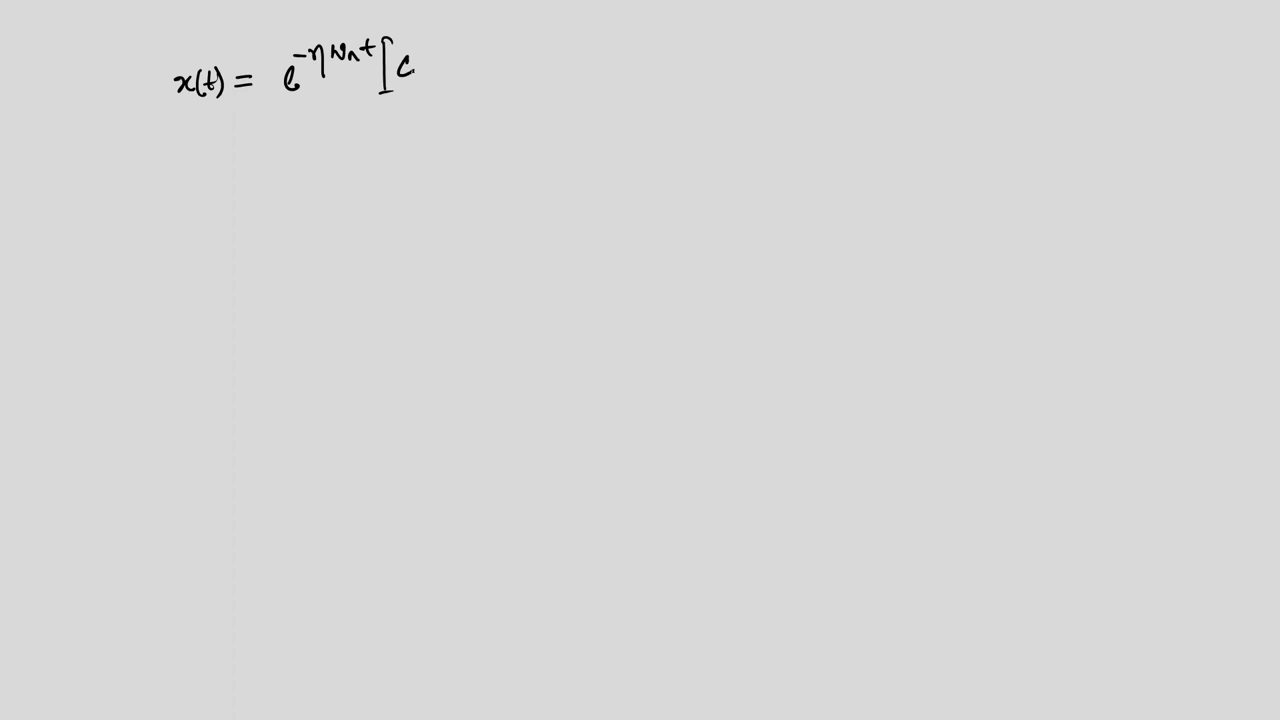 x(t) = e^{-ηω_n t} [c